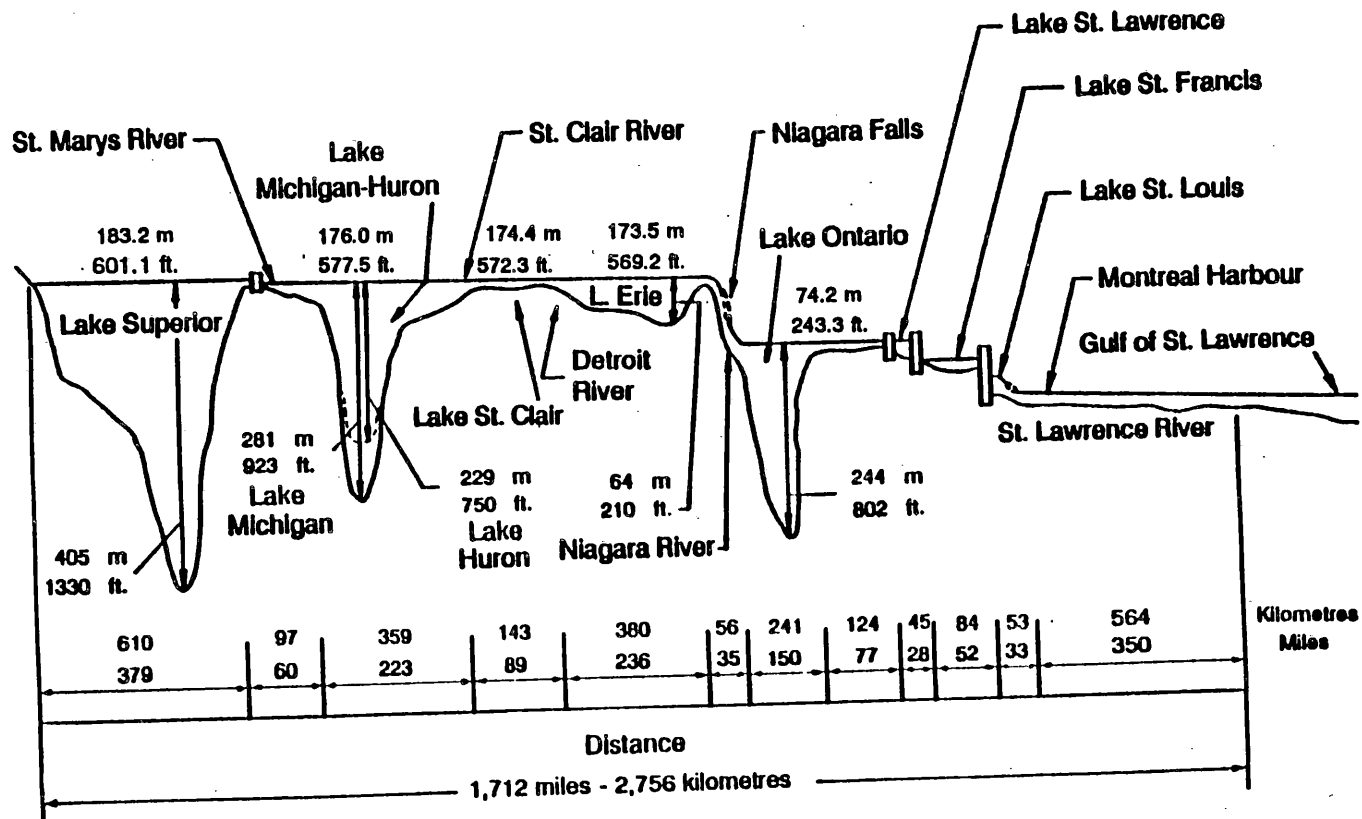 Lake St. Lawrence
Lake St. Francis
St. Marys River
Lake
Michigan-Huron
St. Clair River
Niagara Falls
Lake St. Louis
183.2 m
601.1 ft.
176.0 m
577.5 ft.
174.4 m
572.3 ft.
173.5 m
569.2 ft.
Lake Ontario
Montreal Harbour
74.2 m
243.3 ft.
Gulf of St. Lawrence
Lake Superior
L. Erie
Detroit
River
Lake St. Clair
St. Lawrence River
281 m
923 ft.
Lake
Michigan
229 m
750 ft.
Lake
Huron
64 m
210 ft.
Niagara River
244 m
802 ft.
405 m
1330 ft.
610 97 359 143 380 56 241 124 45 84 53 564 Kilometres
379 60 223 89 236 35 150 77 28 52 33 350 Miles
Distance
1,712 miles - 2,756 kilometres